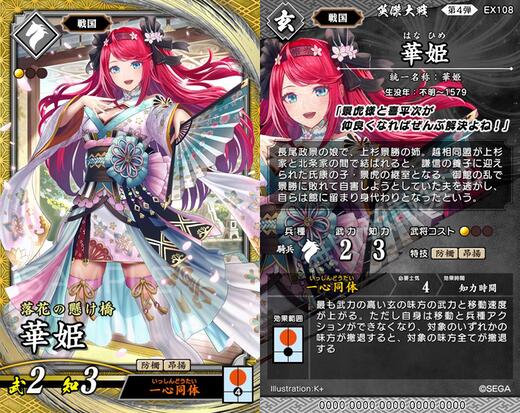 戦国
落花の懸け橋
華姫
防柵 昂揚
武2 知3
いっしんどうたい
一心同体
4
玄
戦国
英傑大戦
第4弾
EX108
はな ひめ
華姫
統一名称:華姫
生没年:不明~1579
「景虎様と喜平次が
仲良くなればぜんぶ解決よね!」
長尾政景の娘で、上杉景勝の姉。越相同盟が上杉
家と北条家の間で結ばれると、謙信の養子に迎え
られた氏康の子・景虎の継室となる。御館の乱で
景勝に敗れて自害しようとしていた夫を逃がし、
自らは館に留まり身代わりとなったという。
兵種 武力 知力 武将コスト
騎兵 2 3 特技 防柵 昂揚
いっしんどうたい 必要士気 効果時間
一心同体 4 知力時間
効果範囲
最も武力の高い玄の味方の武力と移動速度
が上がる。ただし自身は移動と兵種アク
ションができなくなり、対象のいずれかの
味方が撤退すると、対象の味方全てが撤退
する
Illustration:K+
©SEGA
0000 0000 0000 0000 0000